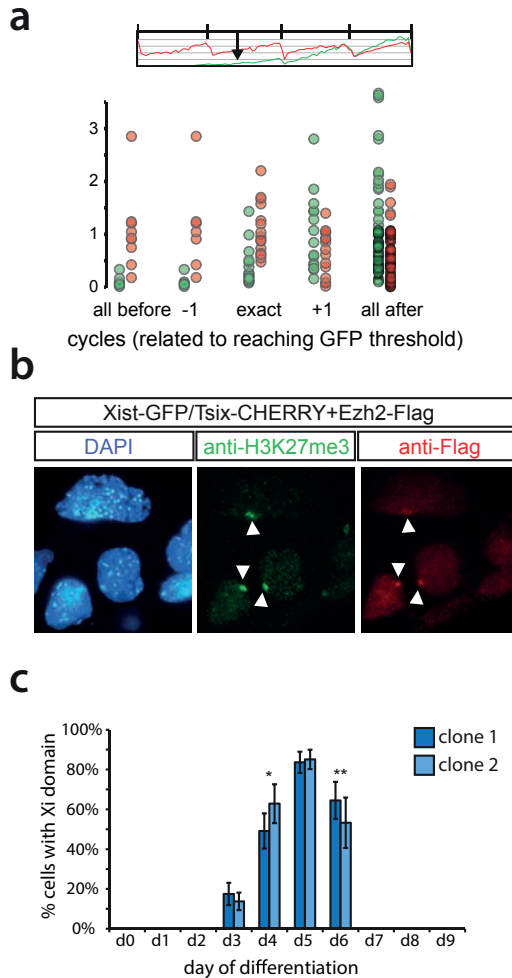 a
3
2
1
0
all before -1 exact +1 all after
cycles (related to reaching GFP threshold)
b
Xist-GFP/Tsix-CHERRY+Ezh2-Flag
DAPI anti-H3K27me3 anti-Flag
c
100%
80%
60%
40%
20%
0%
% cells with Xi domain
* **
clone 1
clone 2
d0 d1 d2 d3 d4 d5 d6 d7 d8 d9
day of differentiation